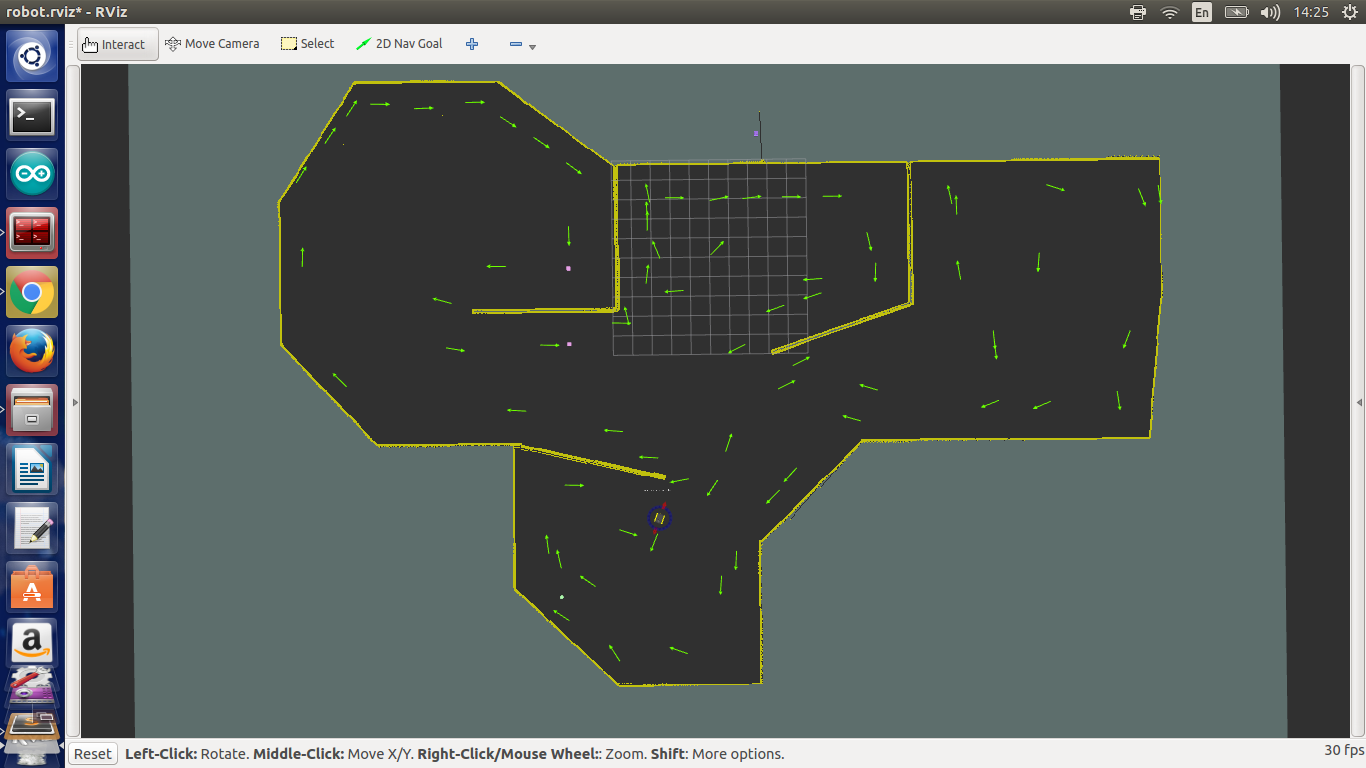 robot.rviz* - RViz
En
14:25
Interact
Move Camera
Select
2D Nav Goal
Reset
Left-Click: Rotate. Middle-Click: Move X/Y. Right-Click/Mouse Wheel:: Zoom. Shift: More options.
30 fps